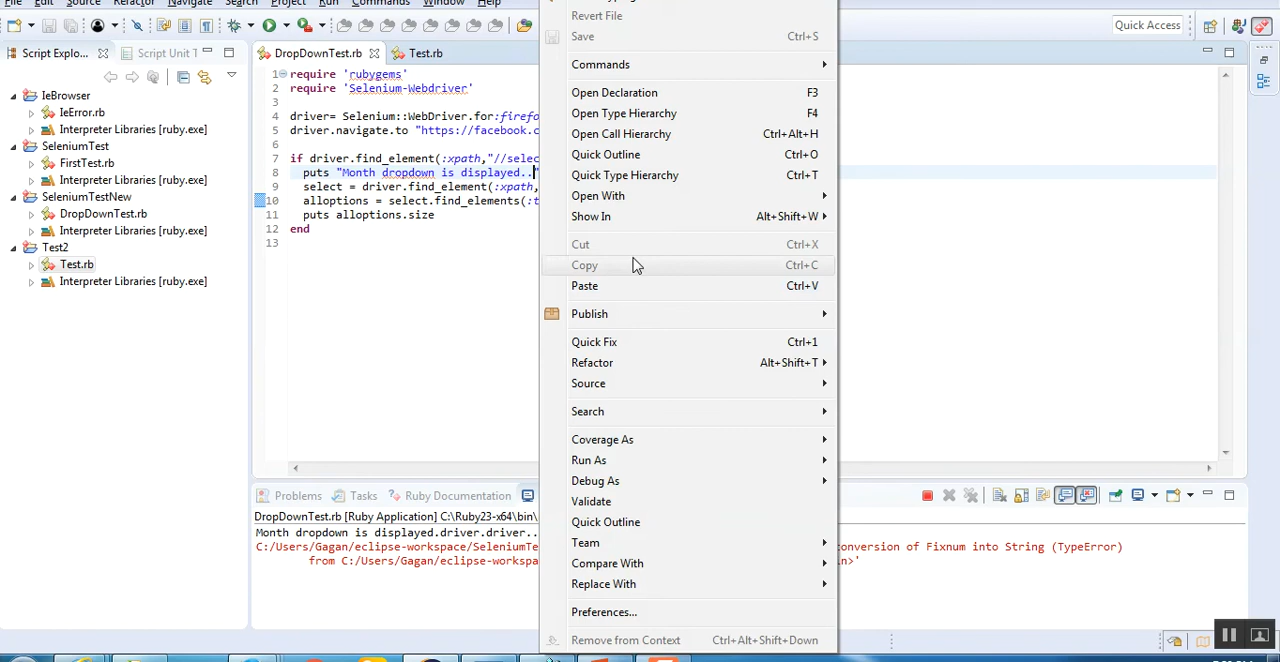 File Edit Source Refactor Navigate Search Project Run Commands Window Help
Quick Access
Script Explo...
Script Unit T
IeBrowser
IeError.rb
Interpreter Libraries [ruby.exe]
SeleniumTest
FirstTest.rb
Interpreter Libraries [ruby.exe]
SeleniumTestNew
DropDownTest.rb
Interpreter Libraries [ruby.exe]
Test2
Test.rb
Interpreter Libraries [ruby.exe]
DropDownTest.rb
Test.rb
1 require 'rubygems'
2 require 'Selenium-Webdriver'
3
4 driver= Selenium::WebDriver.for:firefo
5 driver.navigate.to "https://facebook.c
6
7 if driver.find_element(:xpath,"//selec
8 puts "Month dropdown is displayed.."
9 select = driver.find_element(:xpath,
10 alloptions = select.find_elements(:t
11 puts alloptions.size
12 end
13
Revert File
Save Ctrl+S
Commands
Open Declaration F3
Open Type Hierarchy F4
Open Call Hierarchy Ctrl+Alt+H
Quick Outline Ctrl+O
Quick Type Hierarchy Ctrl+T
Open With
Show In Alt+Shift+W
Cut Ctrl+X
Copy Ctrl+C
Paste Ctrl+V
Publish
Quick Fix Ctrl+1
Refactor Alt+Shift+T
Source
Search
Coverage As
Run As
Debug As
Validate
Quick Outline
Team
Compare With
Replace With
Preferences...
Remove from Context Ctrl+Alt+Shift+Down
Problems
Tasks
Ruby Documentation
DropDownTest.rb [Ruby Application] C:\Ruby23-x64\bin\
Month dropdown is displayed.driver.driver..
C:/Users/Gagan/eclipse-workspace/SeleniumTe onversion of Fixnum into String (TypeError)
from C:/Users/Gagan/eclipse-workspa n>'